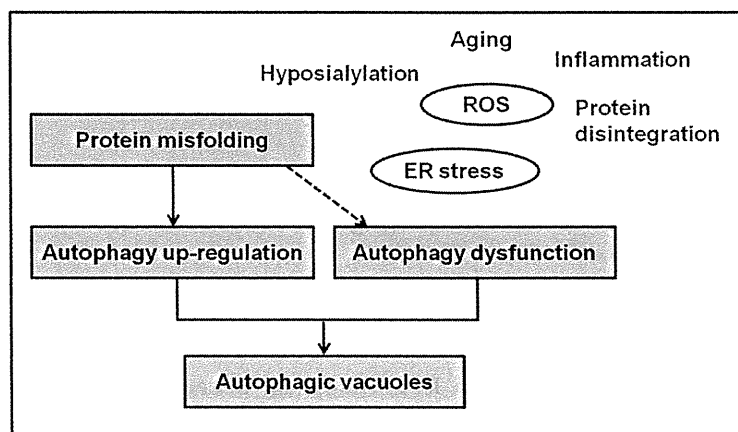 Aging
Inflammation
Hyposialylation
ROS
Protein
disintegration
Protein misfolding
ER stress
Autophagy up-regulation
Autophagy dysfunction
Autophagic vacuoles